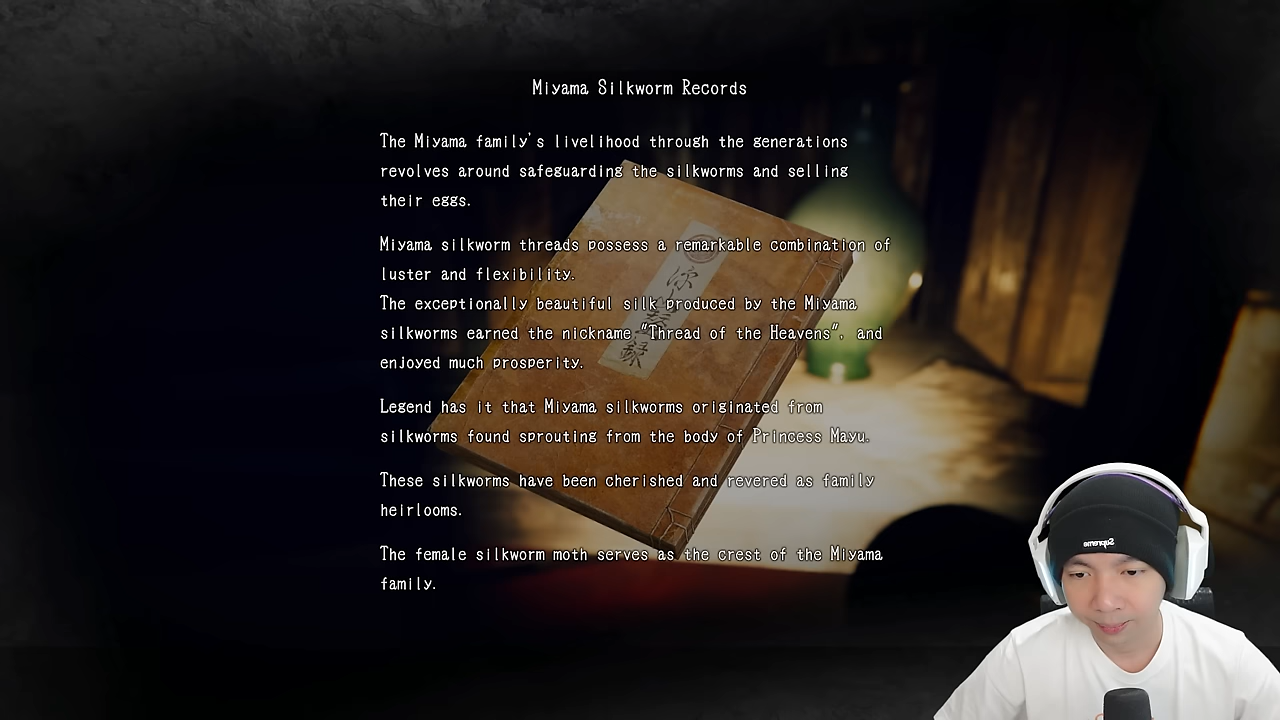 Miyama Silkworm Records
The Miyama family's livelihood through the generations
revolves around safeguarding the silkworms and selling
their eggs.
Miyama silkworm threads possess a remarkable combination of
luster and flexibility.
The exceptionally beautiful silk produced by the Miyama
silkworms earned the nickname "Thread of the Heavens", and
enjoyed much prosperity.
Legend has it that Miyama silkworms originated from
silkworms found sprouting from the body of Princess Mayu.
These silkworms have been cherished and revered as family
heirlooms.
The female silkworm moth serves as the crest of the Miyama
family.
Supreme